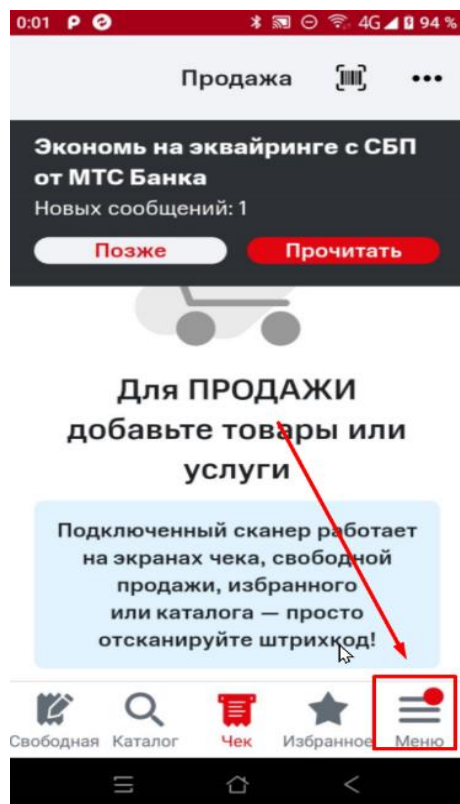 0:01 P 4G 94 %
Продажа
Экономь на эквайринге с СБП
от МТС Банка
Новых сообщений: 1
Позже Прочитать
Для ПРОДАЖИ
добавьте товары или
услуги
Подключенный сканер работает
на экранах чека, свободной
продажи, избранного
или каталога — просто
отсканируйте штрихкод!
Свободная Каталог Чек Избранное Меню